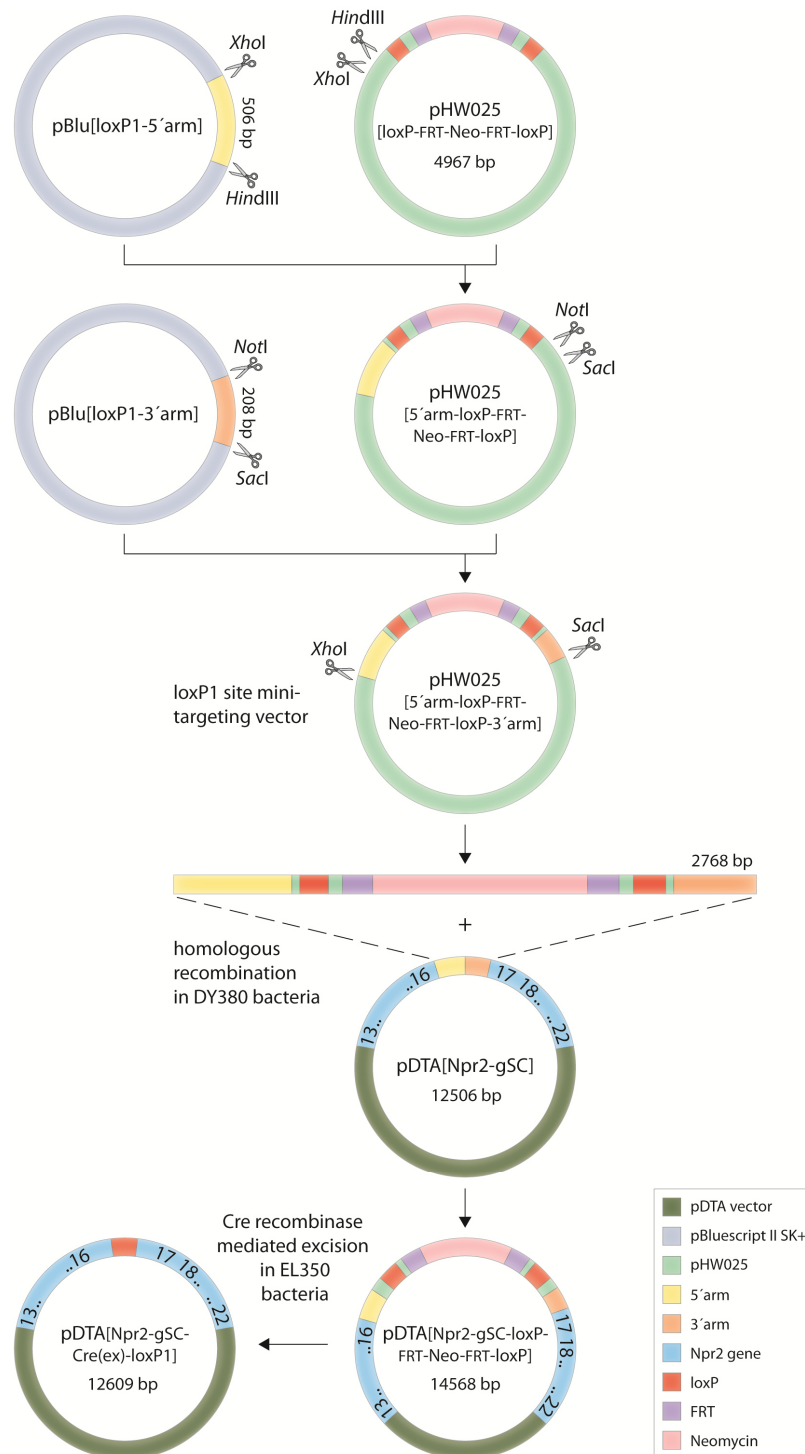 XhoI
pBlu[loxP1-5´arm]
506 bp
HindIII
HindIII
XhoI
pHW025
[loxP-FRT-Neo-FRT-loxP]
4967 bp
NotI
pBlu[loxP1-3´arm]
208 bp
SacI
NotI
SacI
pHW025
[5´arm-loxP-FRT-
Neo-FRT-loxP]
XhoI
SacI
loxP1 site mini-
targeting vector
pHW025
[5´arm-loxP-FRT-
Neo-FRT-loxP-3´arm]
2768 bp
+
homologous
recombination
in DY380 bacteria
13..
..16
17
18..
..22
pDTA[Npr2-gSC]
12506 bp
Cre recombinase
mediated excision
in EL350
bacteria
13..
..16
17
18..
..22
pDTA[Npr2-gSC-
Cre(ex)-loxP1]
12609 bp
13..
..16
17
18..
..22
pDTA[Npr2-gSC-loxP-
FRT-Neo-FRT-loxP]
14568 bp
pDTA vector
pBluescript II SK+
pHW025
5´arm
3´arm
Npr2 gene
loxP
FRT
Neomycin